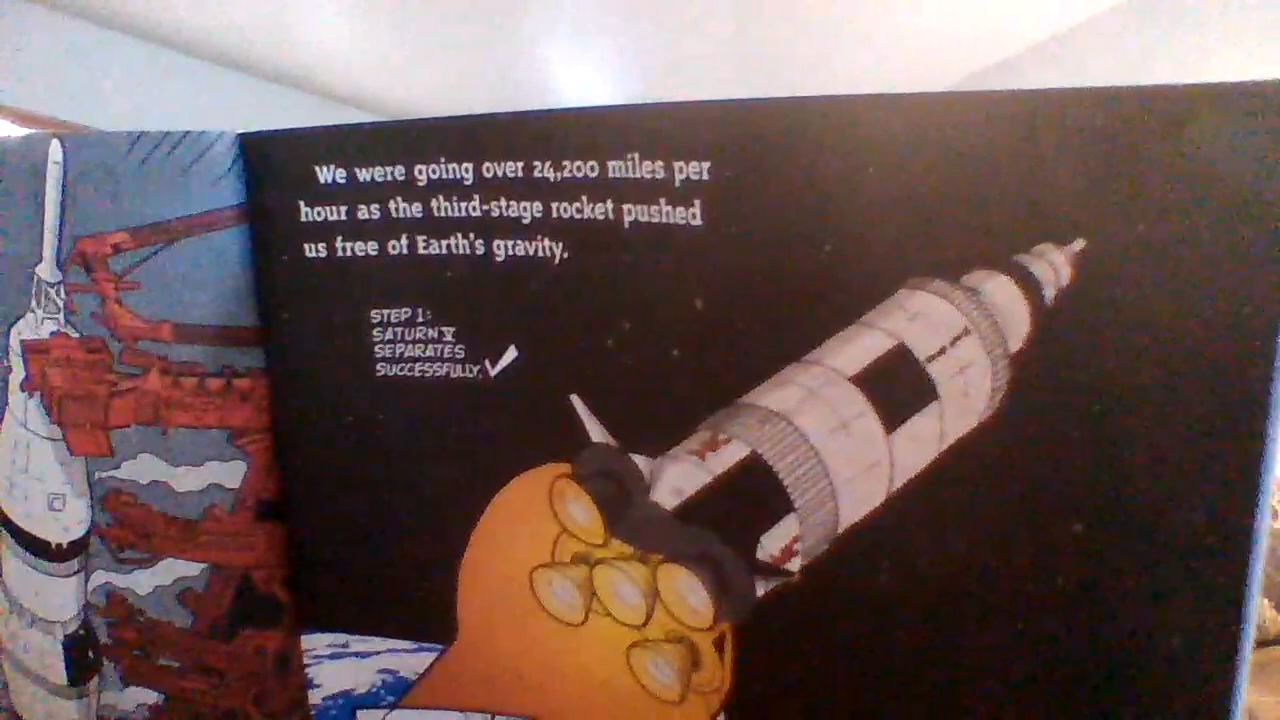 We were going over 24,200 miles per
hour as the third-stage rocket pushed
us free of Earth's gravity.
STEP 1:
SATURN V
SEPARATES
SUCCESSFULLY.